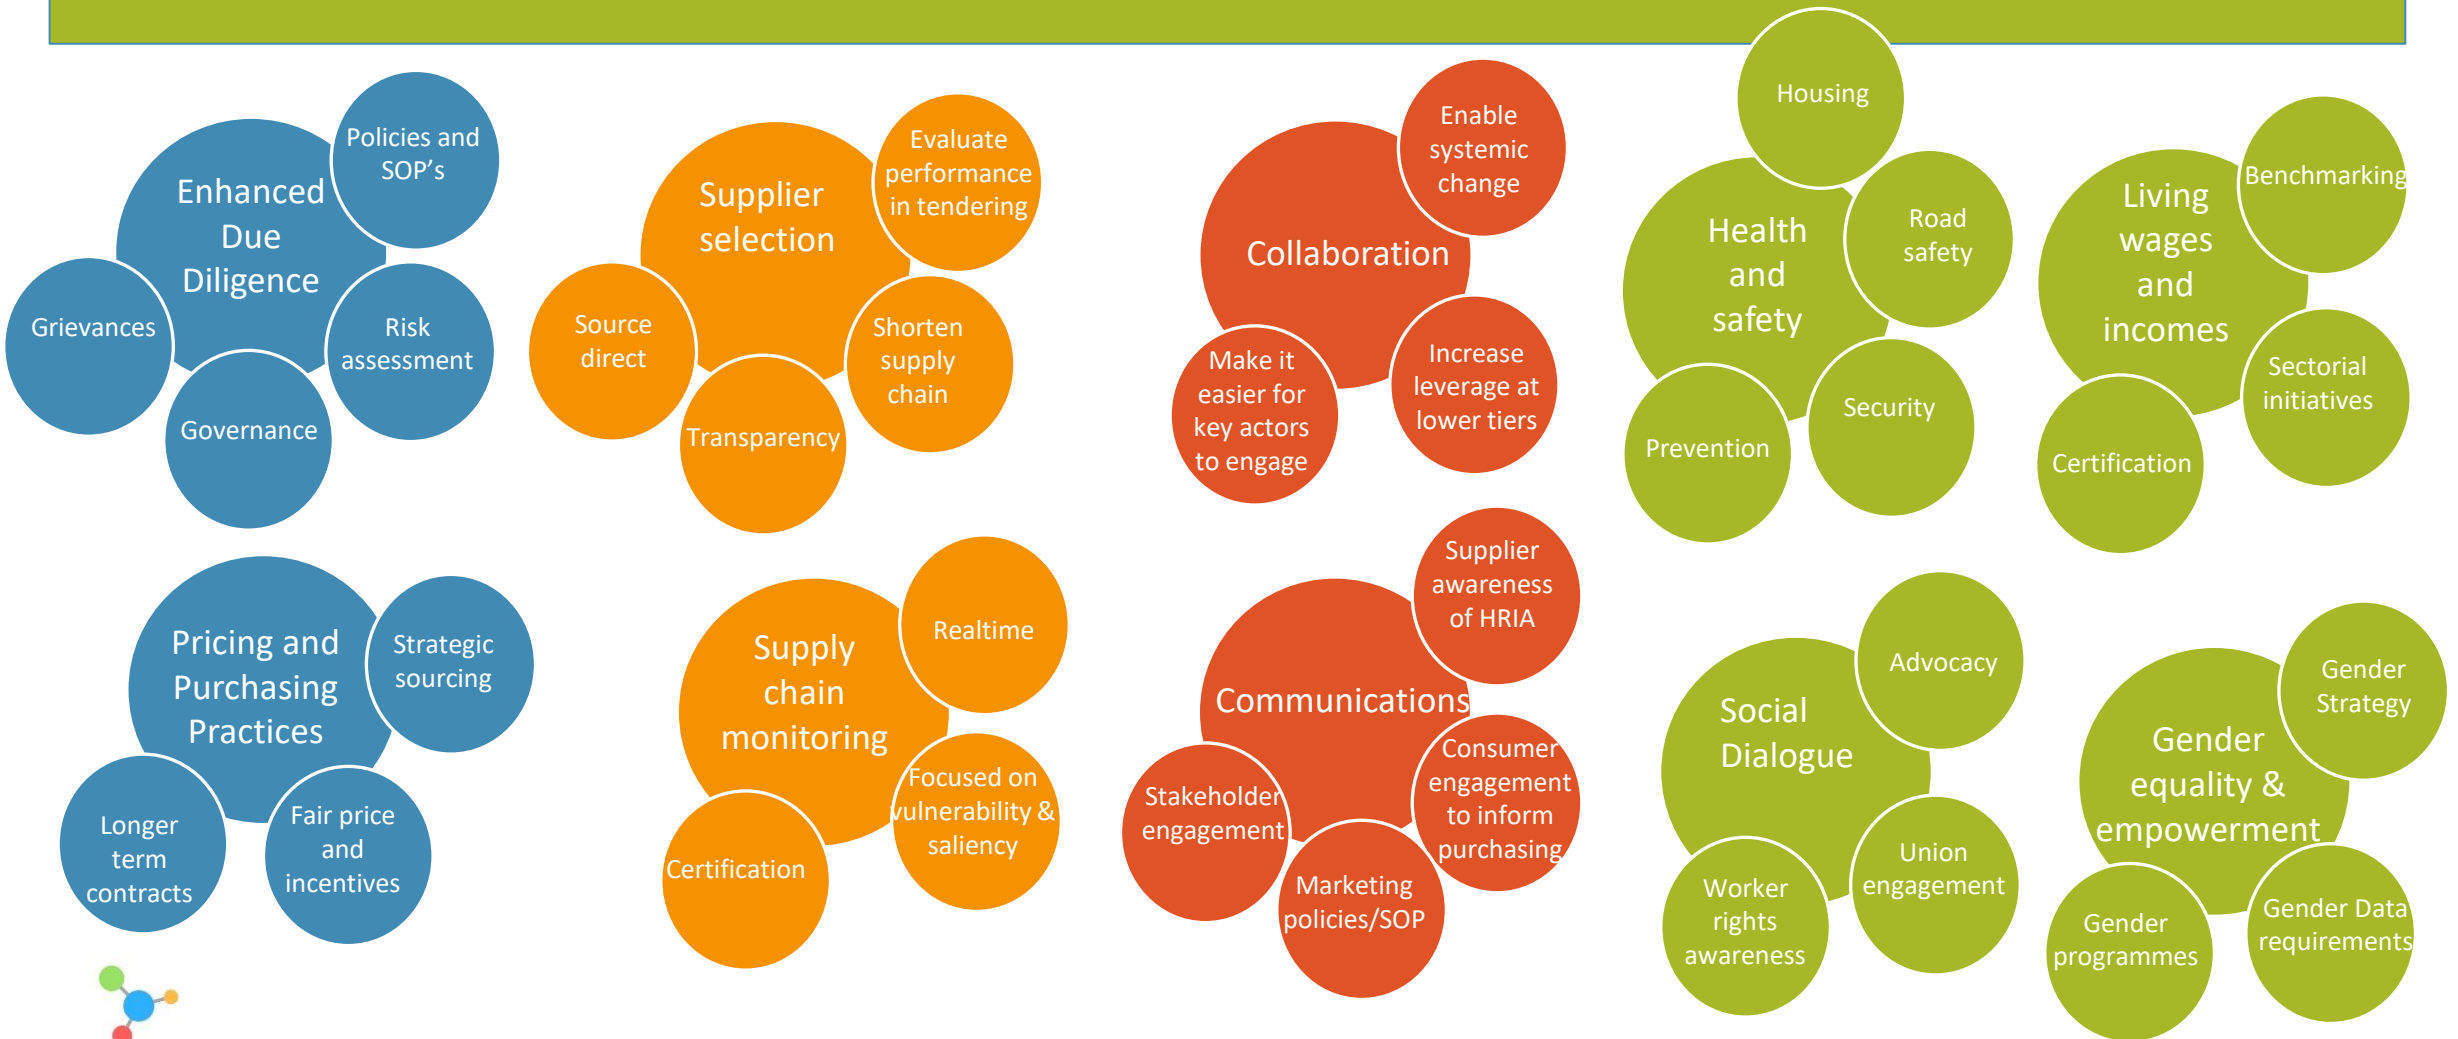 Enhanced
Due
Diligence
Policies and
SOP's
Risk
assessment
Governance
Grievances
Supplier
selection
Evaluate
performance
in tendering
Shorten
supply
chain
Transparency
Source
direct
Collaboration
Enable
systemic
change
Increase
leverage at
lower tiers
Make it
easier for
key actors
to engage
Health
and
safety
Housing
Road
safety
Security
Prevention
Living
wages
and
incomes
Benchmarking
Sectorial
initiatives
Certification
Pricing and
Purchasing
Practices
Strategic
sourcing
Fair price
and
incentives
Longer
term
contracts
Supply
chain
monitoring
Realtime
Focused on
vulnerability &
saliency
Certification
Communications
Supplier
awareness
of HRIA
Consumer
engagement
to inform
purchasing
Marketing
policies/SOP
Stakeholder
engagement
Social
Dialogue
Advocacy
Union
engagement
Worker
rights
awareness
Gender
equality &
empowerment
Gender
Strategy
Gender Data
requirements
Gender
programmes